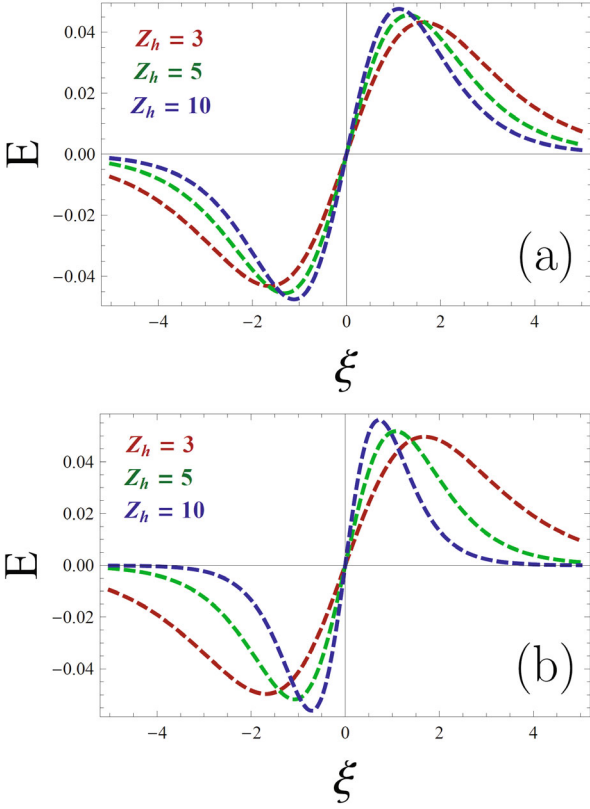 0.04
0.02
0.00
−0.02
−0.04
E
Z_h = 3
Z_h = 5
Z_h = 10
(a)
−4 −2 0 2 4
ξ
0.04
0.02
0.00
−0.02
−0.04
E
Z_h = 3
Z_h = 5
Z_h = 10
(b)
−4 −2 0 2 4
ξ